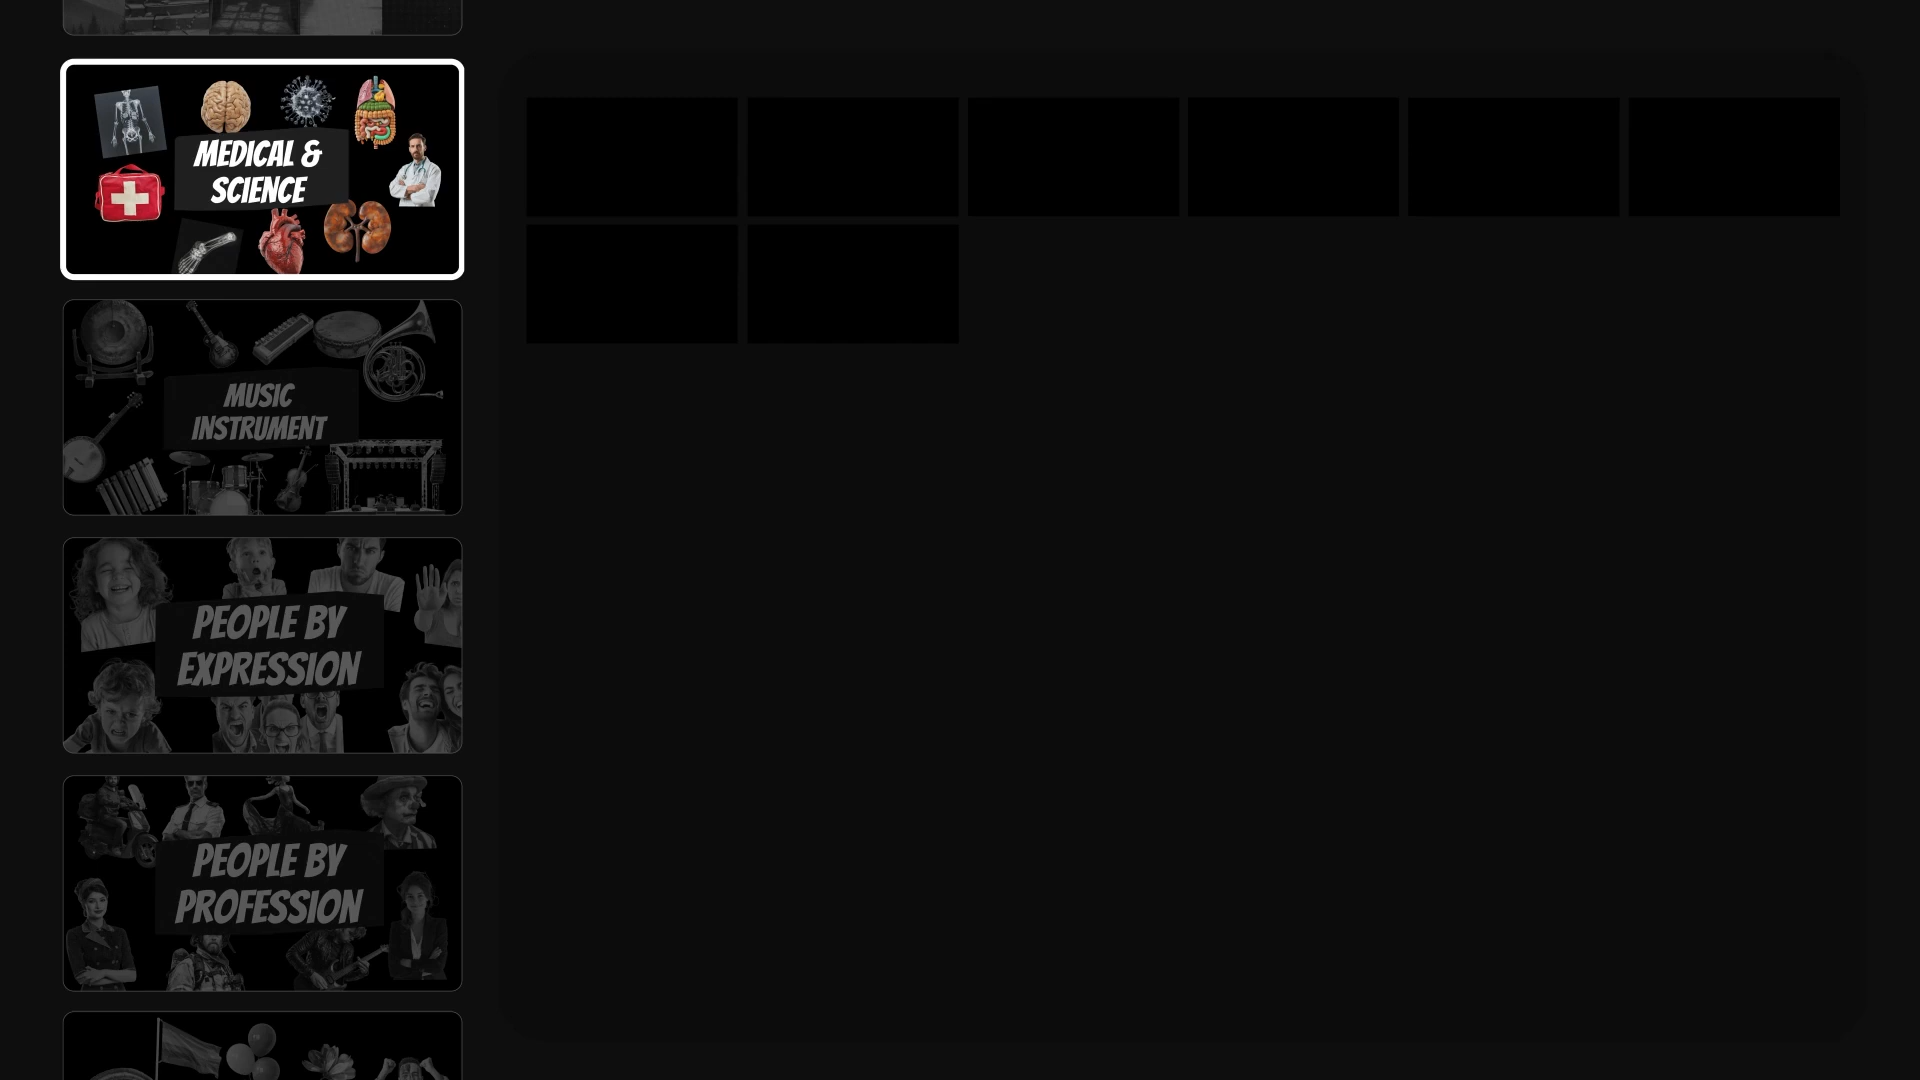 MEDICAL &
SCIENCE
MUSIC
INSTRUMENT
PEOPLE BY
EXPRESSION
PEOPLE BY
PROFESSION